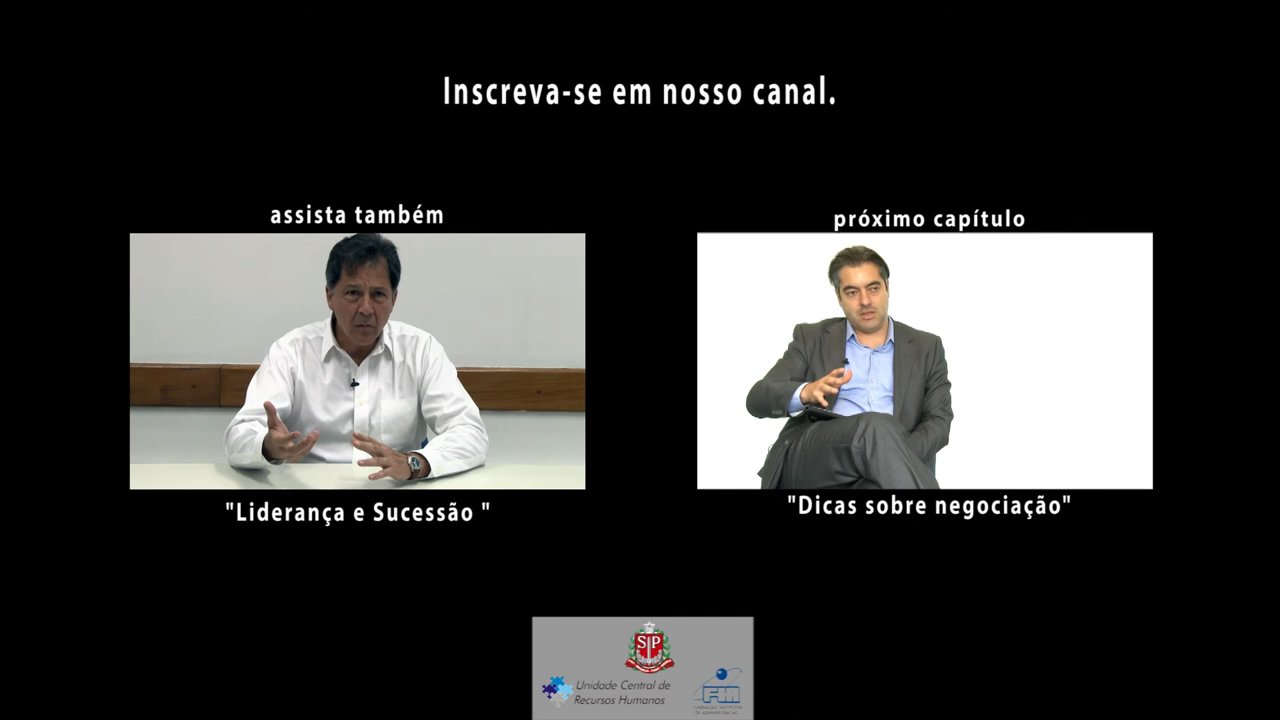 Inscreva-se em nosso canal.
assista também
próximo capítulo
"Liderança e Sucessão "
"Dicas sobre negociação"
SP
Unidade Central de
Recursos Humanos